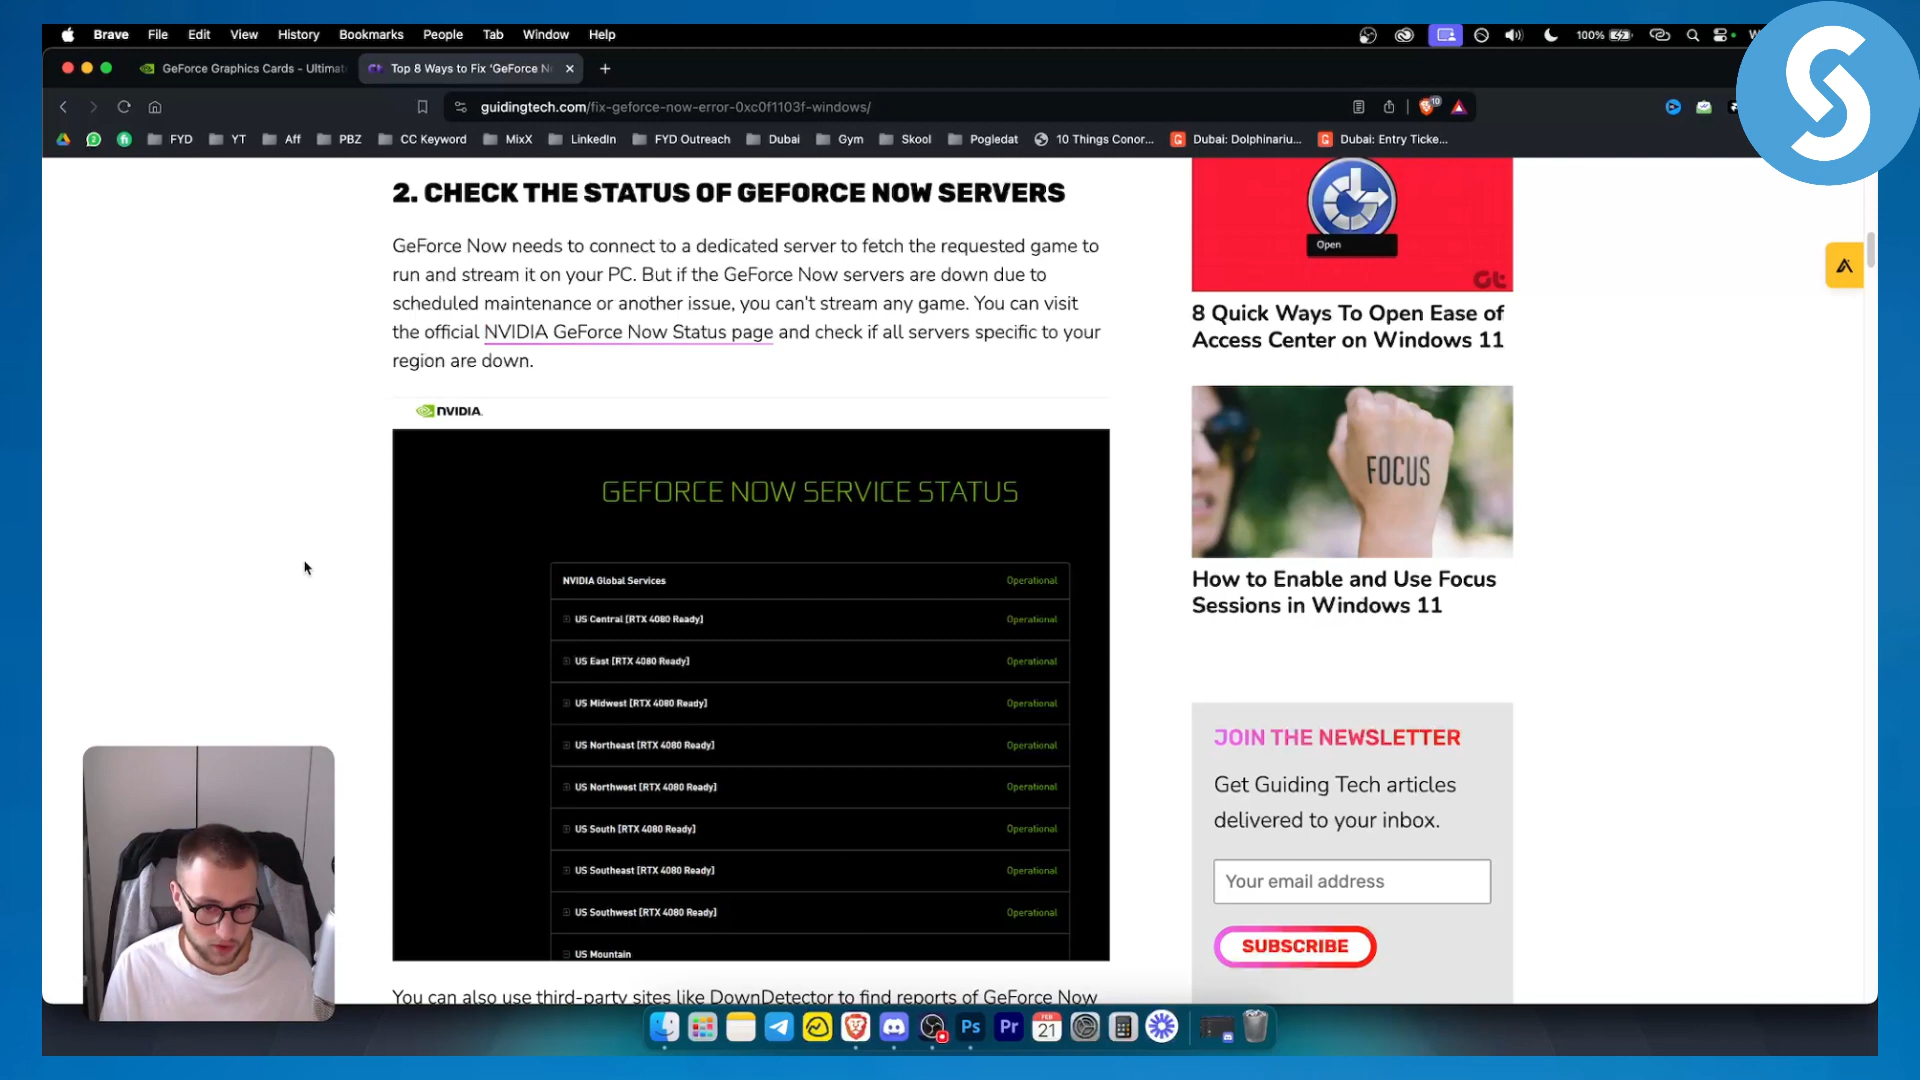 Brave File Edit View History Bookmarks People Tab Window Help
100%
GeForce Graphics Cards - Ultimat
Top 8 Ways to Fix 'GeForce N
guidingtech.com/fix-geforce-now-error-0xc0f1103f-windows/
10
FYD YT Aff PBZ CC Keyword MixX LinkedIn FYD Outreach Dubai Gym Skool Pogledat 10 Things Conor... Dubai: Dolphinariu... Dubai: Entry Ticke...
2. CHECK THE STATUS OF GEFORCE NOW SERVERS
GeForce Now needs to connect to a dedicated server to fetch the requested game to
run and stream it on your PC. But if the GeForce Now servers are down due to
scheduled maintenance or another issue, you can't stream any game. You can visit
the official NVIDIA GeForce Now Status page and check if all servers specific to your
region are down.
NVIDIA.
GEFORCE NOW SERVICE STATUS
NVIDIA Global Services Operational
US Central [RTX 4080 Ready] Operational
US East [RTX 4080 Ready] Operational
US Midwest [RTX 4080 Ready] Operational
US Northeast [RTX 4080 Ready] Operational
US Northwest [RTX 4080 Ready] Operational
US South [RTX 4080 Ready] Operational
US Southeast [RTX 4080 Ready] Operational
US Southwest [RTX 4080 Ready] Operational
US Mountain
You can also use third-party sites like DownDetector to find reports of GeForce Now
Open
Gt
8 Quick Ways To Open Ease of
Access Center on Windows 11
FOCUS
How to Enable and Use Focus
Sessions in Windows 11
JOIN THE NEWSLETTER
Get Guiding Tech articles
delivered to your inbox.
Your email address
SUBSCRIBE
Ps
Pr
FEB
21